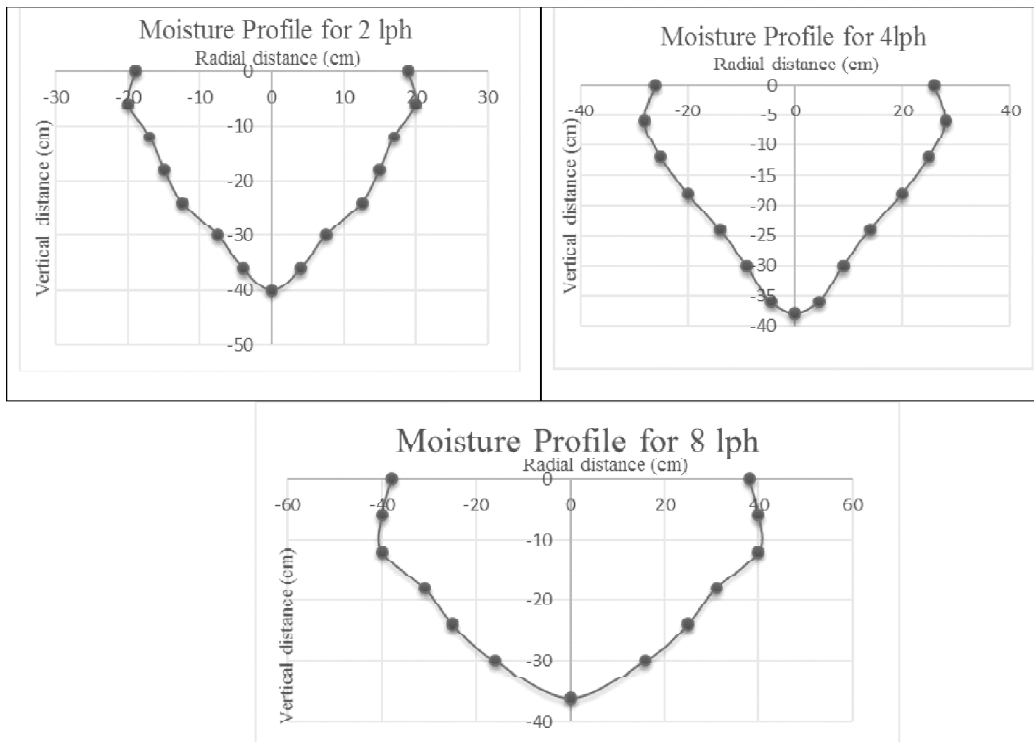 Moisture Profile for 2 lph
Radial distance (cm)
0
-30 -20 -10 0 10 20 30
-10
-20
-30
-40
-50
Vertical distance (cm)
Moisture Profile for 4lph
Radial distance (cm)
0
-40 -20 0 20 40
-5
-10
-15
-20
-25
-30
-35
-40
Vertical distance (cm)
Moisture Profile for 8 lph
Radial distance (cm)
0
-60 -40 -20 0 20 40 60
-10
-20
-30
-40
Vertical distance (cm)